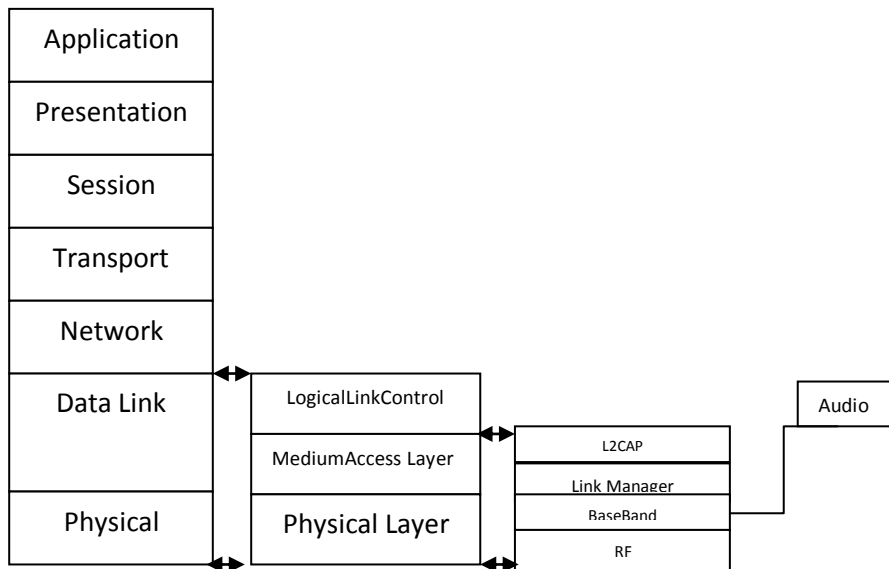 Application
Presentation
Session
Transport
Network
Data Link
Physical
LogicalLinkControl
MediumAccess Layer
Physical Layer
L2CAP
Link Manager
BaseBand
RF
Audio